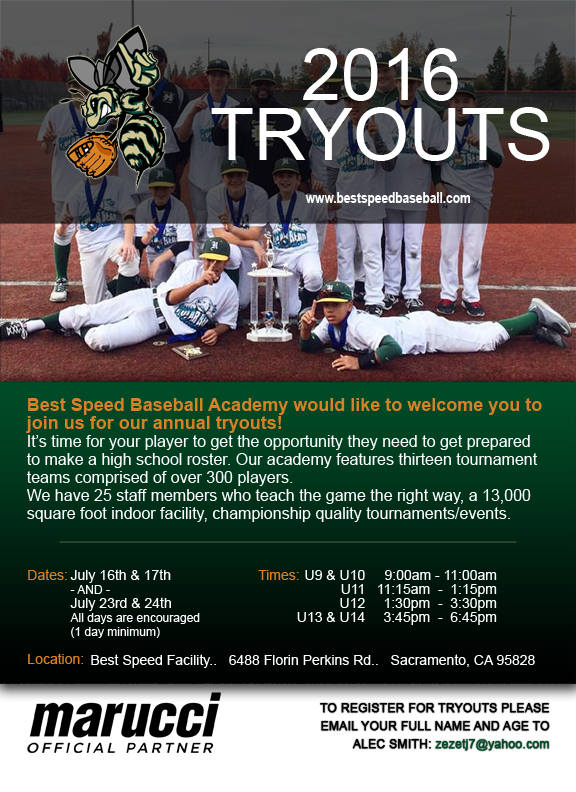 2016
TRYOUTS
www.bestspeedbaseball.com
Best Speed Baseball Academy would like to welcome you to
join us for our annual tryouts!
It's time for your player to get the opportunity they need to get prepared
to make a high school roster. Our academy features thirteen tournament
teams comprised of over 300 players.
We have 25 staff members who teach the game the right way, a 13,000
square foot indoor facility, championship quality tournaments/events.
Dates: July 16th & 17th
- AND -
July 23rd & 24th
All days are encouraged
(1 day minimum)
Times: U9 & U10 9:00am - 11:00am
U11 11:15am - 1:15pm
U12 1:30pm - 3:30pm
U13 & U14 3:45pm - 6:45pm
Location: Best Speed Facility.. 6488 Florin Perkins Rd.. Sacramento, CA 95828
marucci
OFFICIAL PARTNER
TO REGISTER FOR TRYOUTS PLEASE
EMAIL YOUR FULL NAME AND AGE TO
ALEC SMITH: zezetj7@yahoo.com